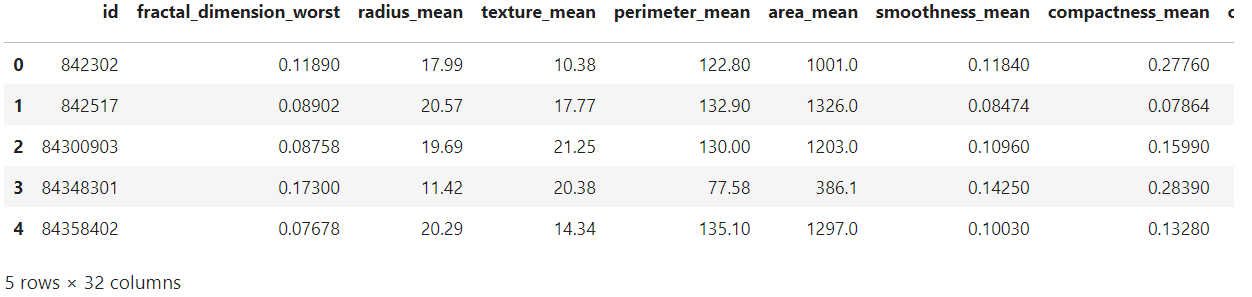 id fractal_dimension_worst radius_mean texture_mean perimeter_mean area_mean smoothness_mean compactness_mean
0 842302 0.11890 17.99 10.38 122.80 1001.0 0.11840 0.27760
1 842517 0.08902 20.57 17.77 132.90 1326.0 0.08474 0.07864
2 84300903 0.08758 19.69 21.25 130.00 1203.0 0.10960 0.15990
3 84348301 0.17300 11.42 20.38 77.58 386.1 0.14250 0.28390
4 84358402 0.07678 20.29 14.34 135.10 1297.0 0.10030 0.13280
5 rows × 32 columns